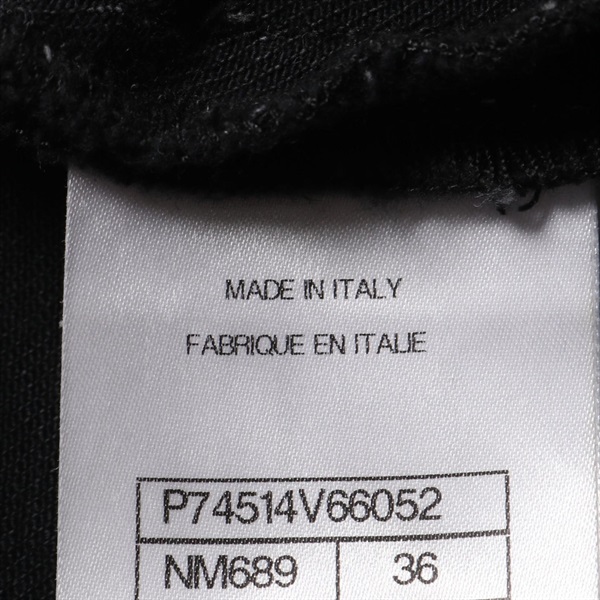 MADE IN ITALY
FABRIQUE EN ITALIE
P74514V66052
NM689 36